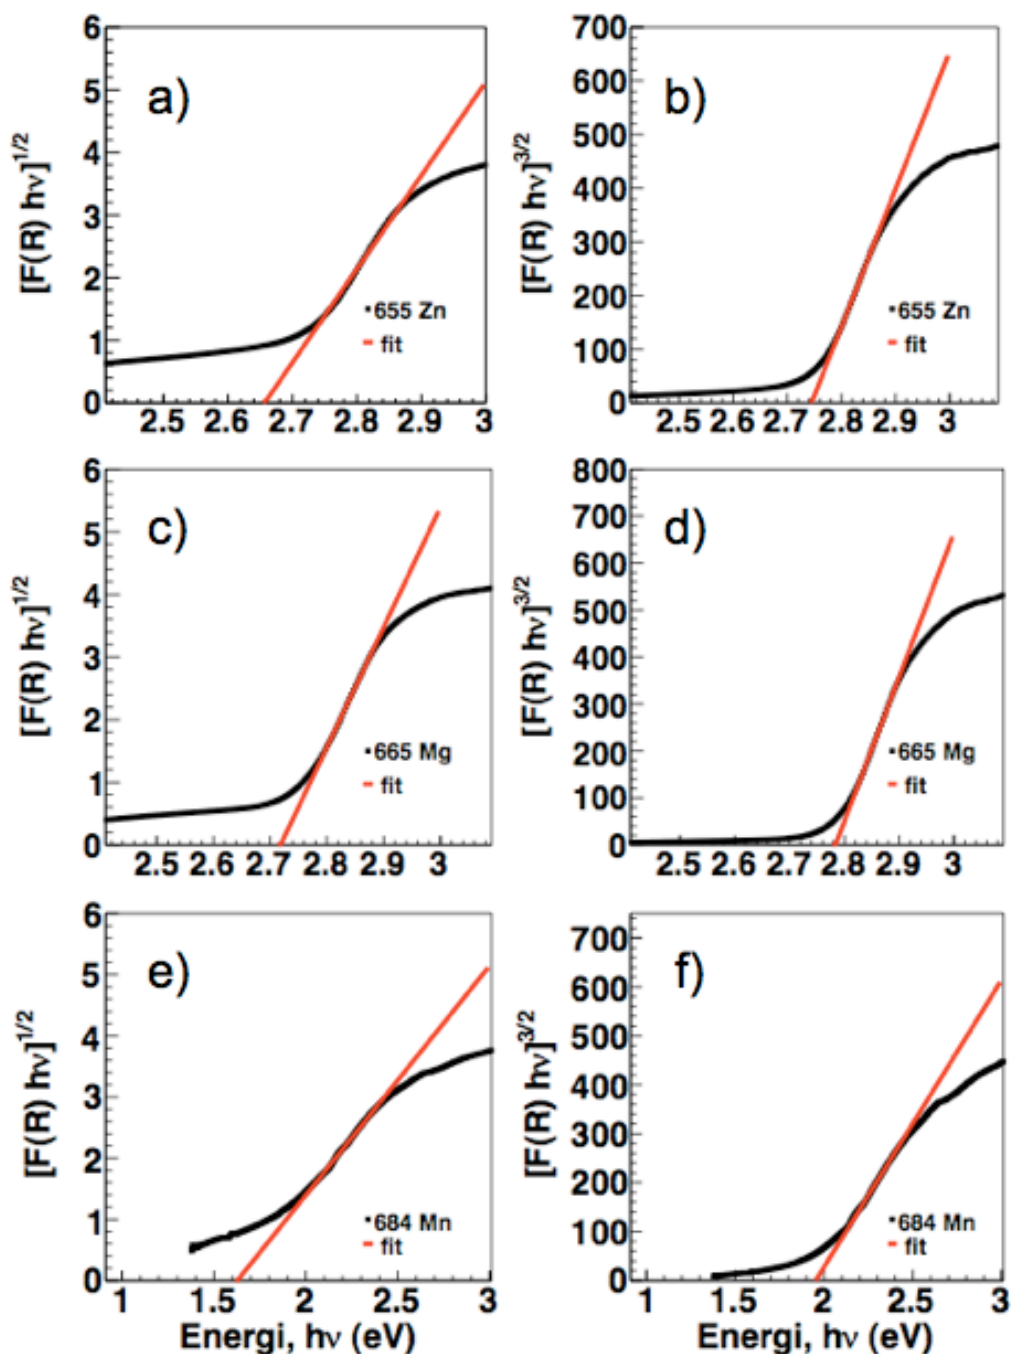 6
5
4
3
2
1
0
[F(R) hν]^1/2
a)
655 Zn
fit
2.5 2.6 2.7 2.8 2.9 3
700
600
500
400
300
200
100
0
[F(R) hν]^3/2
b)
655 Zn
fit
2.5 2.6 2.7 2.8 2.9 3
6
5
4
3
2
1
0
[F(R) hν]^1/2
c)
665 Mg
fit
2.5 2.6 2.7 2.8 2.9 3
800
700
600
500
400
300
200
100
0
[F(R) hν]^3/2
d)
665 Mg
fit
2.5 2.6 2.7 2.8 2.9 3
6
5
4
3
2
1
0
[F(R) hν]^1/2
e)
684 Mn
fit
1 1.5 2 2.5 3
Energi, hν (eV)
700
600
500
400
300
200
100
0
[F(R) hν]^3/2
f)
684 Mn
fit
1 1.5 2 2.5 3
Energi, hν (eV)